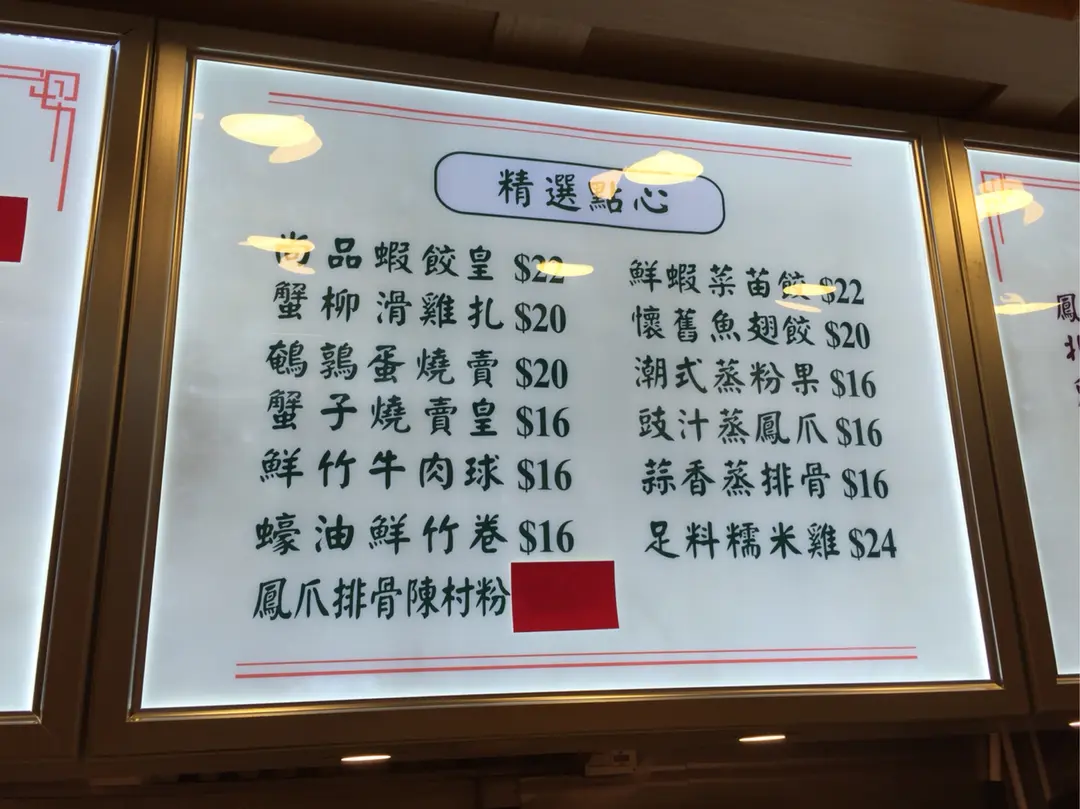 精選點心
尚品蝦餃皇 $22
蟹柳滑雞扎 $20
鵪鶉蛋燒賣 $20
蟹子燒賣皇 $16
鮮竹牛肉球 $16
蠔油鮮竹卷 $16
鳳爪排骨陳村粉
鮮蝦菜苗餃 $22
懷舊魚翅餃 $20
潮式蒸粉果 $16
豉汁蒸鳳爪 $16
蒜香蒸排骨 $16
足料糯米雞 $24
鳳